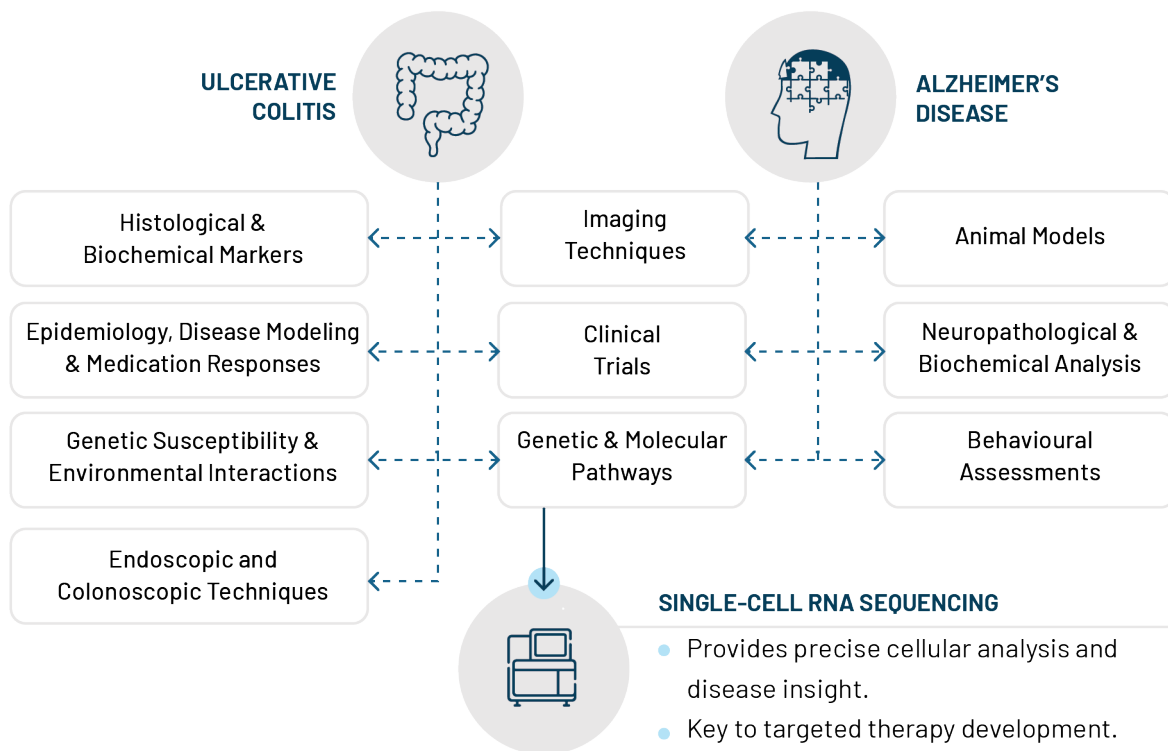 ULCERATIVE
COLITIS
ALZHEIMER'S
DISEASE
Histological &
Biochemical Markers
Imaging
Techniques
Animal Models
Epidemiology, Disease Modeling
& Medication Responses
Clinical
Trials
Neuropathological &
Biochemical Analysis
Genetic Susceptibility &
Environmental Interactions
Genetic & Molecular
Pathways
Behavioural
Assessments
Endoscopic and
Colonoscopic Techniques
SINGLE-CELL RNA SEQUENCING
Provides precise cellular analysis and
disease insight.
Key to targeted therapy development.